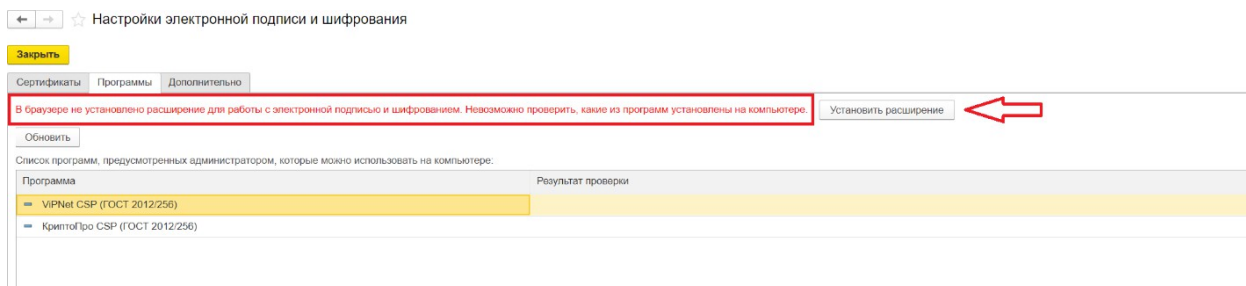 Настройки электронной подписи и шифрования
Закрыть
Сертификаты Программы Дополнительно
В браузере не установлено расширение для работы с электронной подписью и шифрованием. Невозможно проверить, какие из программ установлены на компьютере. Установить расширение
Обновить
Список программ, предусмотренных администратором, которые можно использовать на компьютере:
Программа Результат проверки
ViPNet CSP (ГОСТ 2012/256)
КриптоПро CSP (ГОСТ 2012/256)